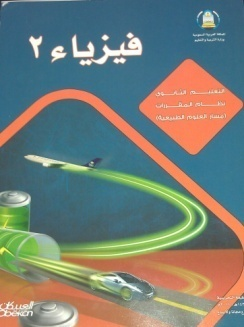 المملكة العربية السعودية
وزارة التربية والتعليم
فيزياء ٢
التعليم الثانوي
نظام المقررات
(مسار العلوم الطبيعية)
العبيكان
Obeikan